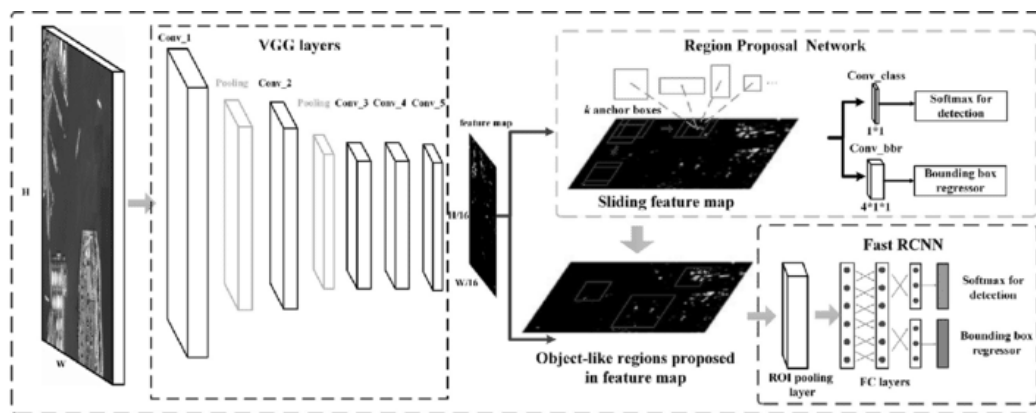 VGG layers
Conv_1
Pooling
Conv_2
Pooling
Conv_3
Conv_4
Conv_5
H
W
feature map
H/16
W/16
Region Proposal Network
k anchor boxes
...
Sliding feature map
Conv_class
1*1
Softmax for
detection
Conv_bbr
4*1*1
Bounding box
regressor
Object-like regions proposed
in feature map
Fast RCNN
ROI pooling
layer
FC layers
Softmax for
detection
Bounding box
regressor